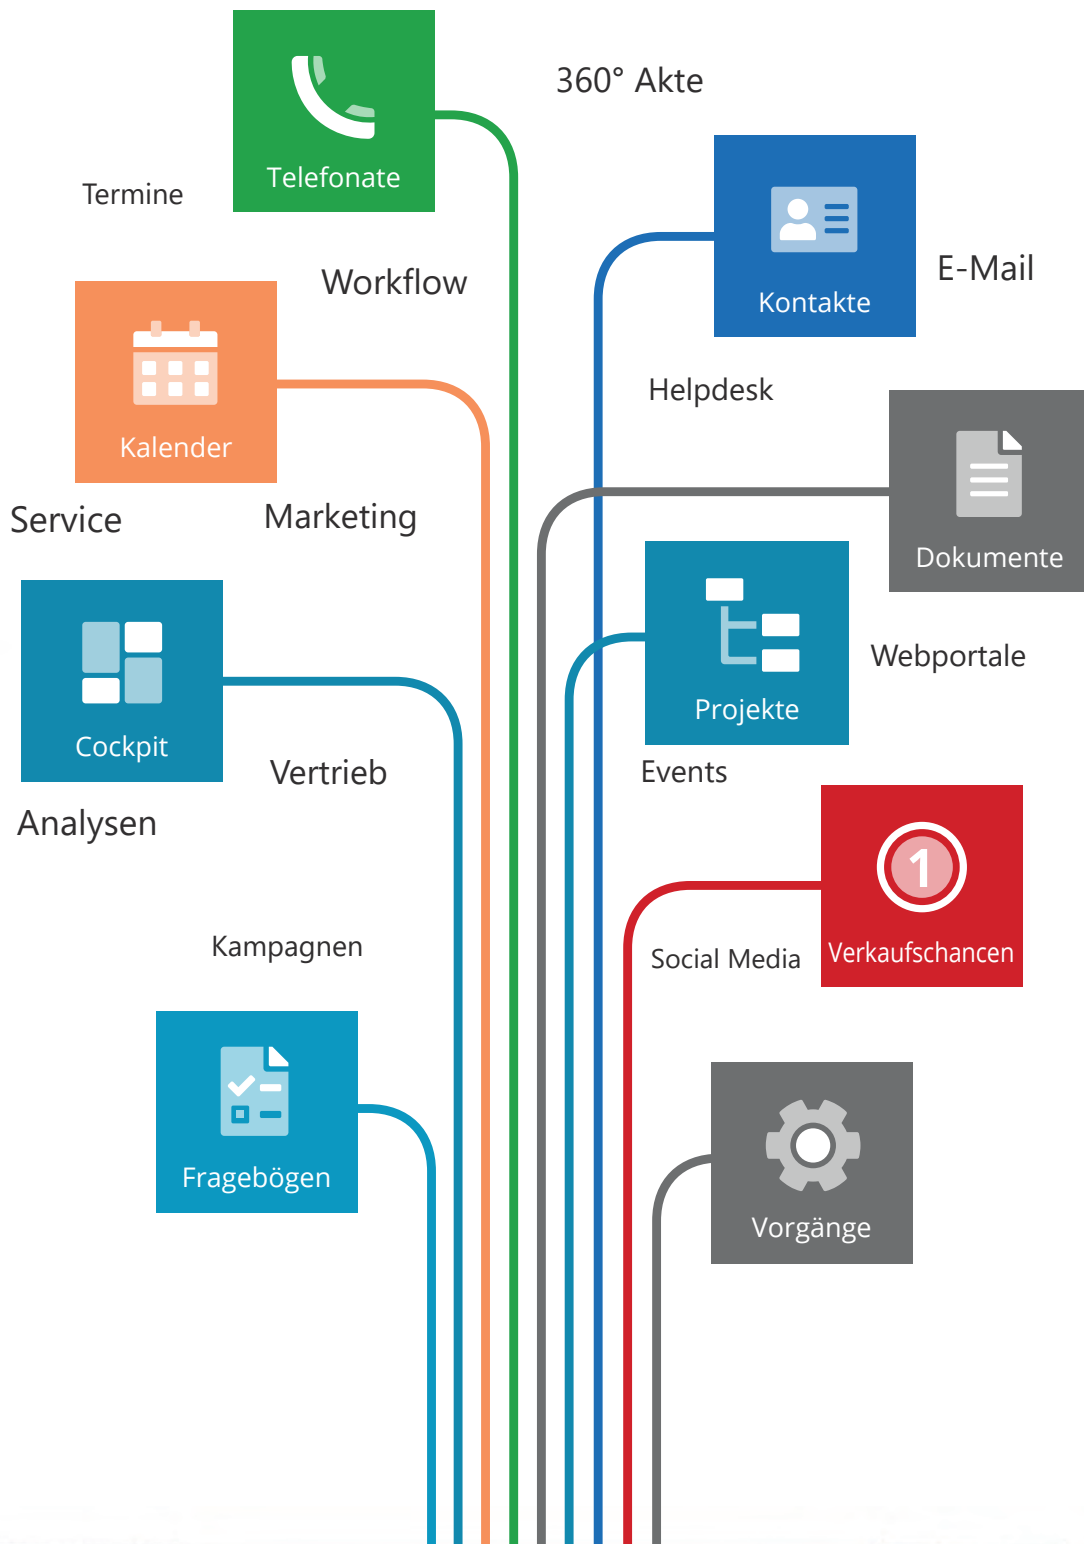 360° Akte
Telefonate
Termine
E-Mail
Workflow
Kontakte
Helpdesk
Kalender
Service
Marketing
Dokumente
Webportale
Projekte
Cockpit
Vertrieb
Events
Analysen
1
Kampagnen
Social Media
Verkaufschancen
Fragebögen
Vorgänge